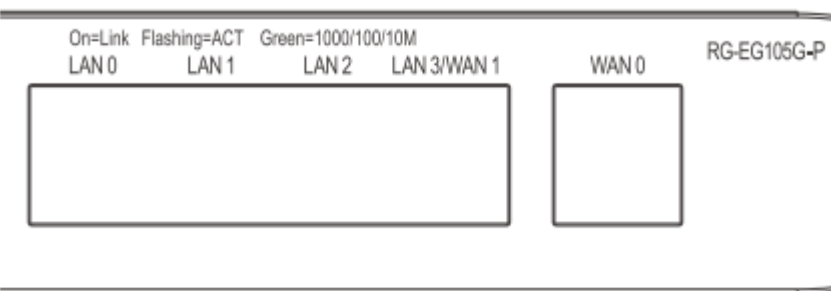 On=Link Flashing=ACT Green=1000/100/10M
LAN 0 LAN 1 LAN 2 LAN 3/WAN 1 WAN 0 RG-EG105G-P